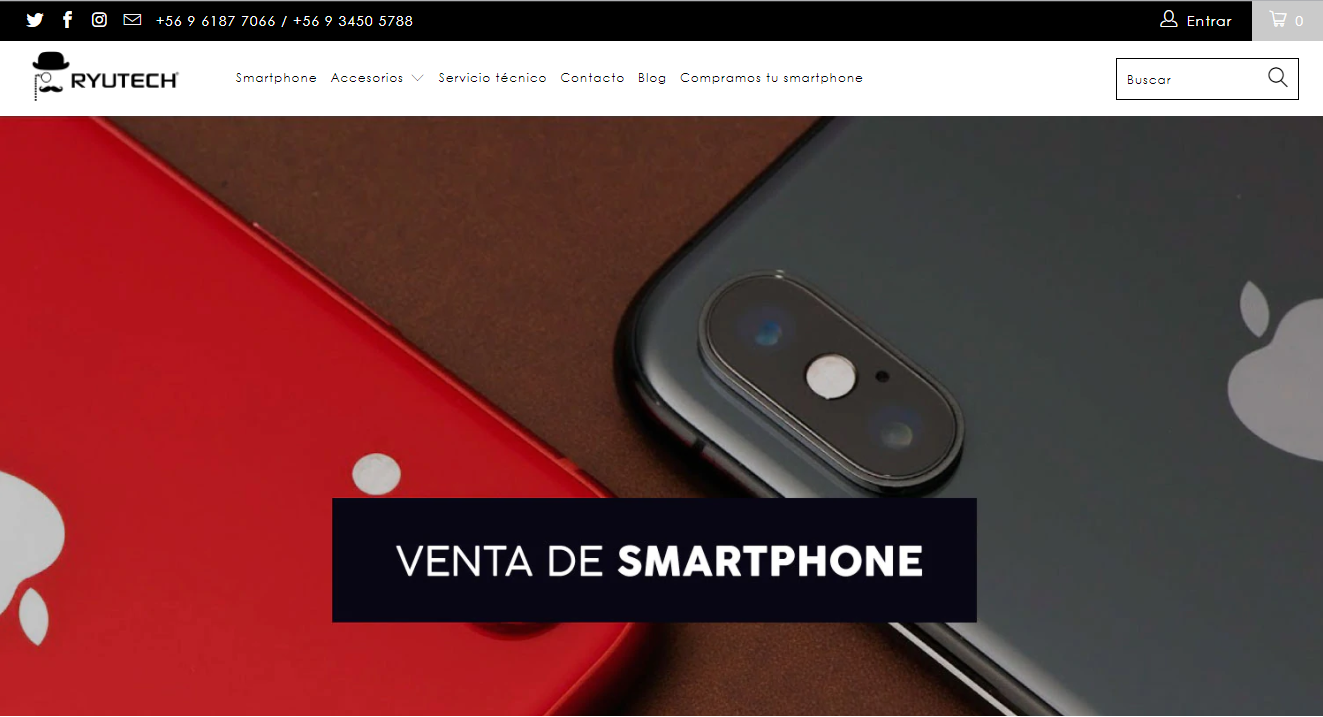 +56 9 6187 7066 / +56 9 3450 5788
Entrar
0
RYUTECH
Smartphone Accesorios Servicio técnico Contacto Blog Compramos tu smartphone
Buscar
VENTA DE SMARTPHONE